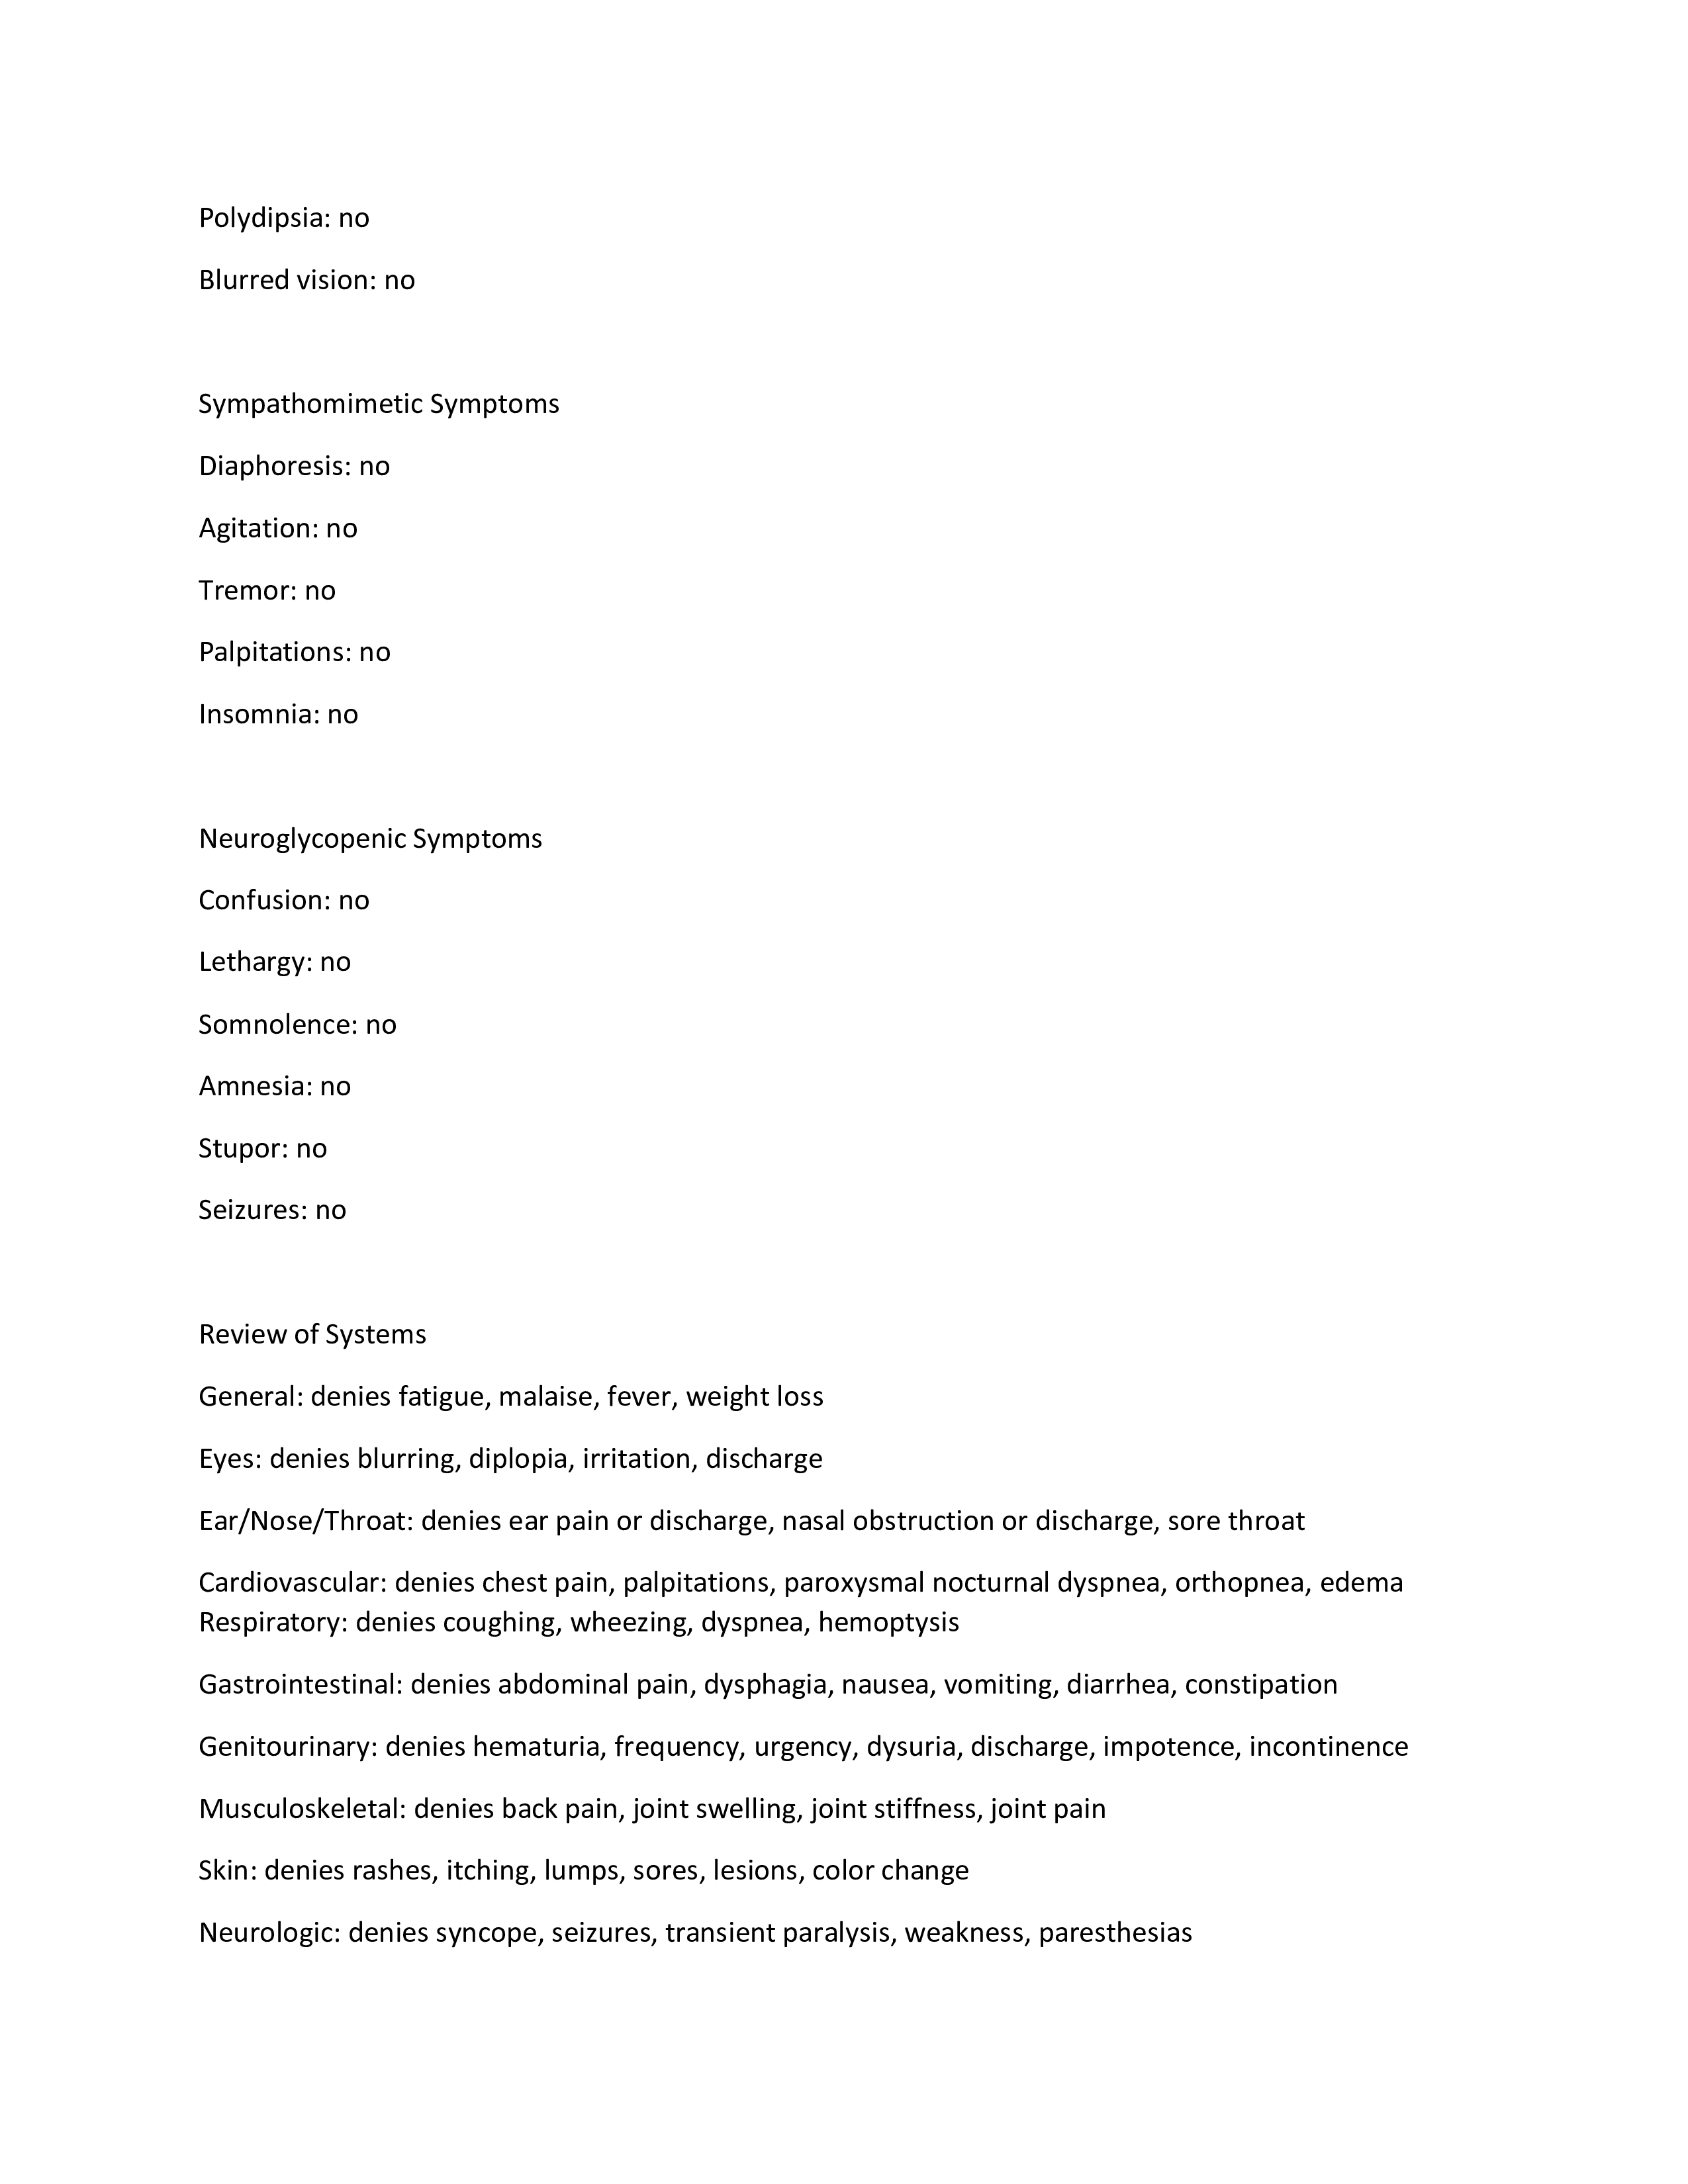 Polydipsia: no
Blurred vision: no
Sympathomimetic Symptoms
Diaphoresis: no
Agitation: no
Tremor: no
Palpitations: no
Insomnia: no
Neuroglycopenic Symptoms
Confusion: no
Lethargy: no
Somnolence: no
Amnesia: no
Stupor: no
Seizures: no
Review of Systems
General: denies fatigue, malaise, fever, weight loss
Eyes: denies blurring, diplopia, irritation, discharge
Ear/Nose/Throat: denies ear pain or discharge, nasal obstruction or discharge, sore throat
Cardiovascular: denies chest pain, palpitations, paroxysmal nocturnal dyspnea, orthopnea, edema
Respiratory: denies coughing, wheezing, dyspnea, hemoptysis
Gastrointestinal: denies abdominal pain, dysphagia, nausea, vomiting, diarrhea, constipation
Genitourinary: denies hematuria, frequency, urgency, dysuria, discharge, impotence, incontinence
Musculoskeletal: denies back pain, joint swelling, joint stiffness, joint pain
Skin: denies rashes, itching, lumps, sores, lesions, color change
Neurologic: denies syncope, seizures, transient paralysis, weakness, paresthesias